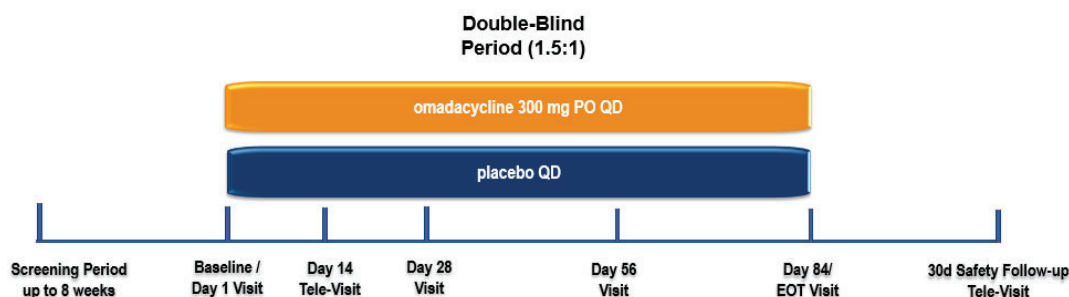 Double-Blind
Period (1.5:1)
omadacycline 300 mg PO QD
placebo QD
Screening Period
up to 8 weeks
Baseline /
Day 1 Visit
Day 14
Tele-Visit
Day 28
Visit
Day 56
Visit
Day 84/
EOT Visit
30d Safety Follow-up
Tele-Visit